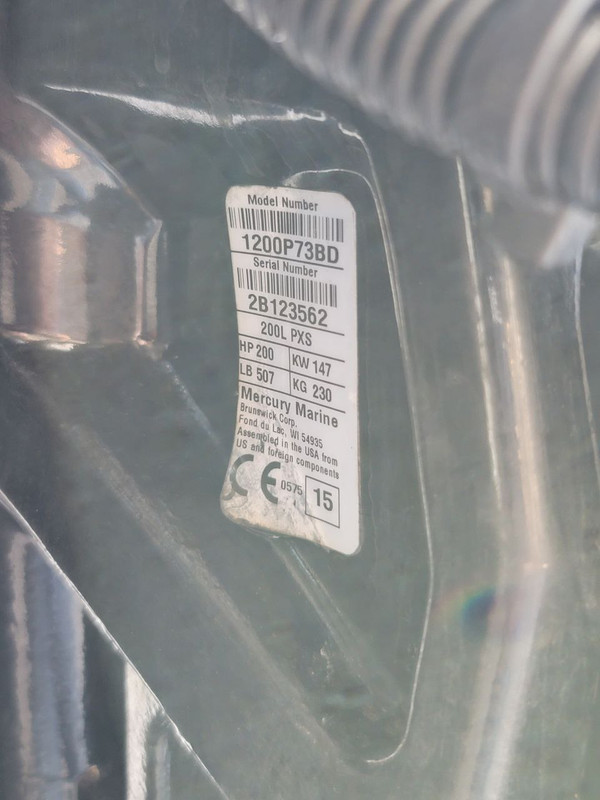 Model Number
1200P73BD
Serial Number
2B123562
200L PXS
HP 200 KW 147
LB 507 KG 230
Mercury Marine
Brunswick Corp.
Fond du Lac, WI 54935
Assembled in the USA from
US and foreign components
CE 0575 15